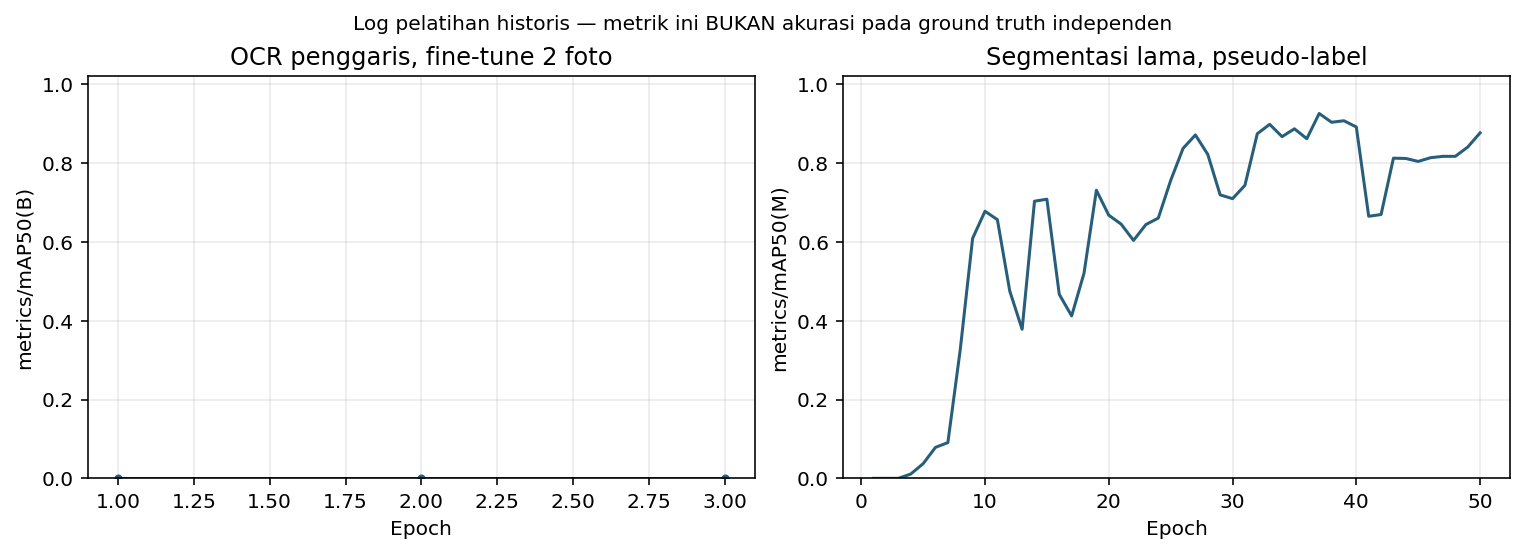 Log pelatihan historis — metrik ini BUKAN akurasi pada ground truth independen
OCR penggaris, fine-tune 2 foto
metrics/mAP50(B)
1.0
0.8
0.6
0.4
0.2
0.0
1.00 1.25 1.50 1.75 2.00 2.25 2.50 2.75 3.00
Epoch
Segmentasi lama, pseudo-label
metrics/mAP50(M)
1.0
0.8
0.6
0.4
0.2
0.0
0 10 20 30 40 50
Epoch